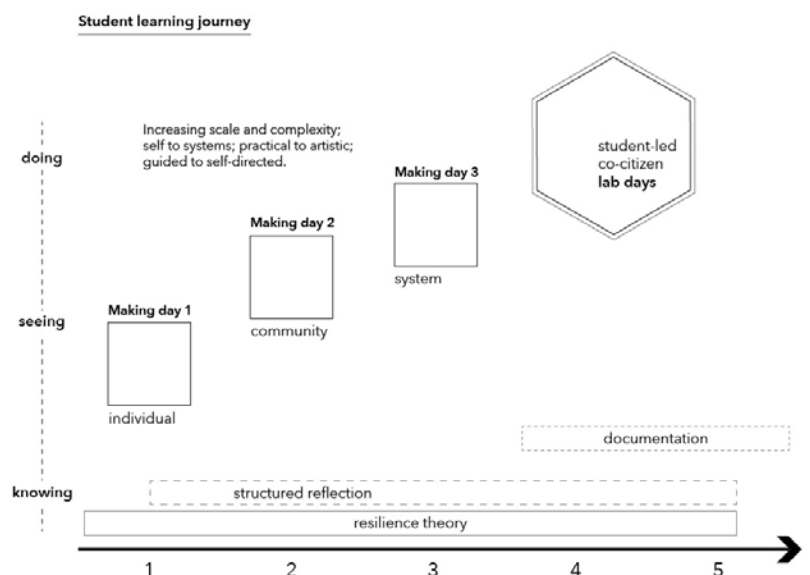 Student learning journey
Increasing scale and complexity;
self to systems; practical to artistic;
guided to self-directed.
doing
student-led
co-citizen
lab days
Making day 3
system
Making day 2
community
seeing
Making day 1
individual
documentation
knowing
structured reflection
resilience theory
1 2 3 4 5